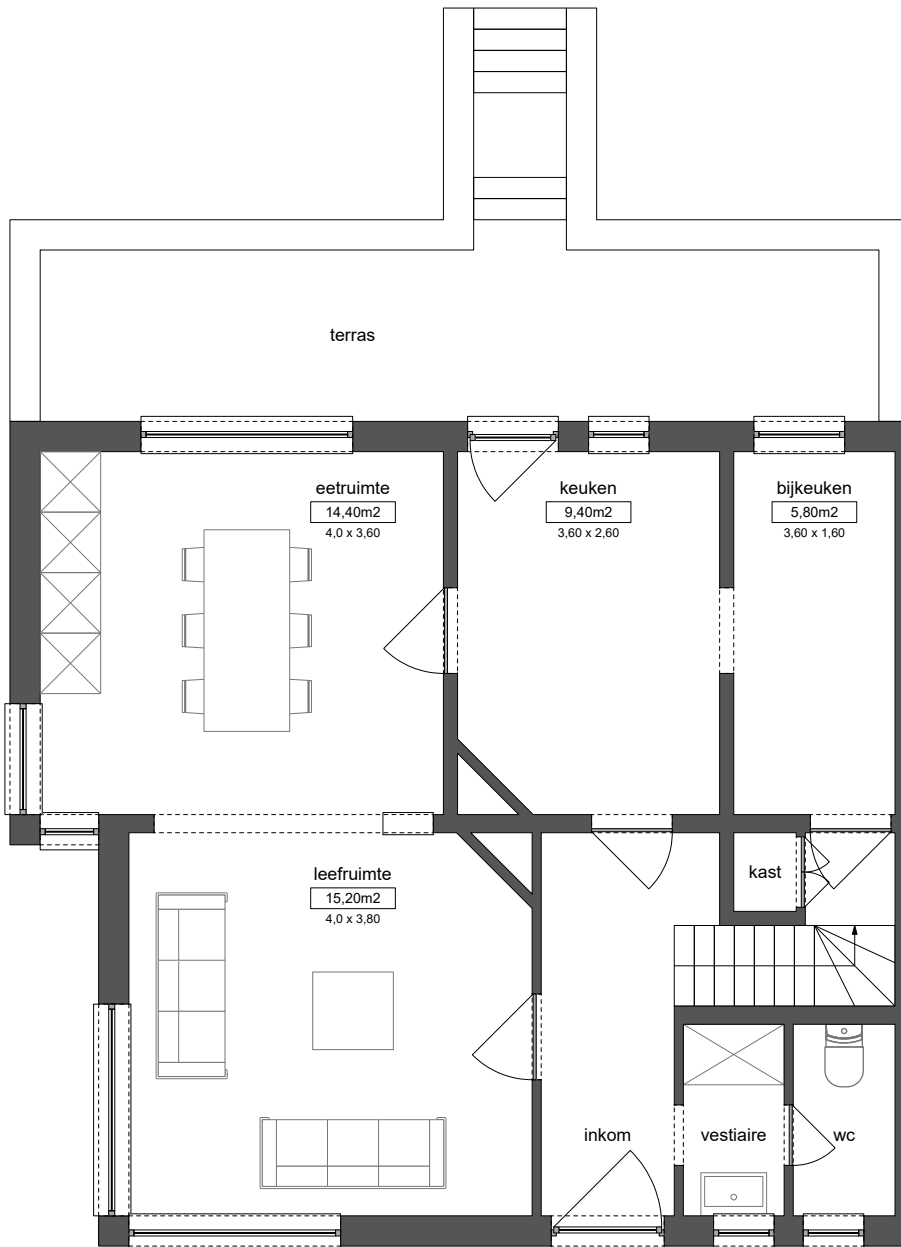 terras
eetruimte
14,40m2
4,0 x 3,60
keuken
9,40m2
3,60 x 2,60
bijkeuken
5,80m2
3,60 x 1,60
leefruimte
15,20m2
4,0 x 3,80
kast
inkom
vestiaire
wc